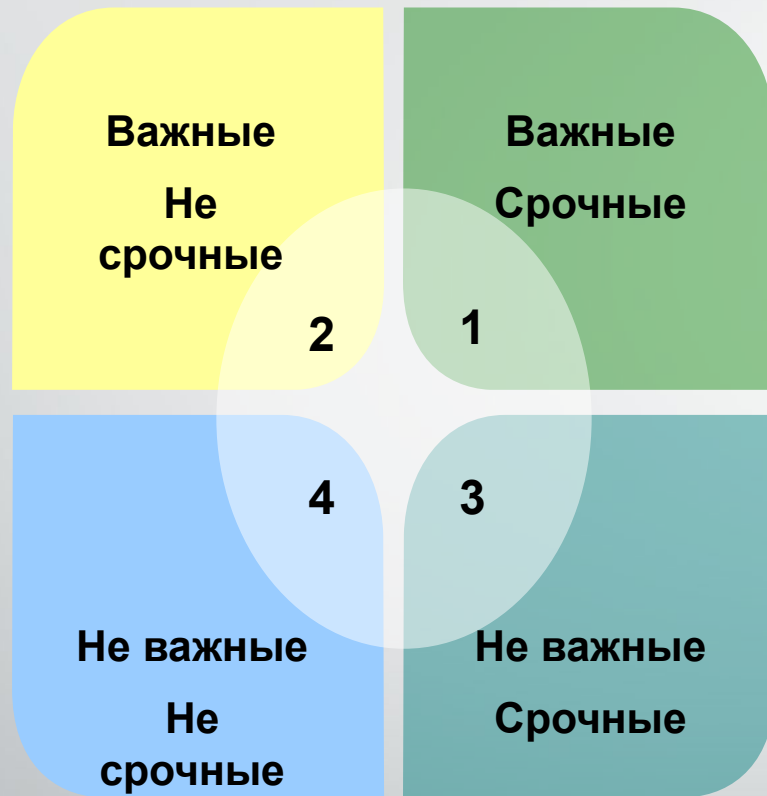 Важные
Не
срочные
2
Важные
Срочные
1
4
Не важные
Не
срочные
3
Не важные
Срочные